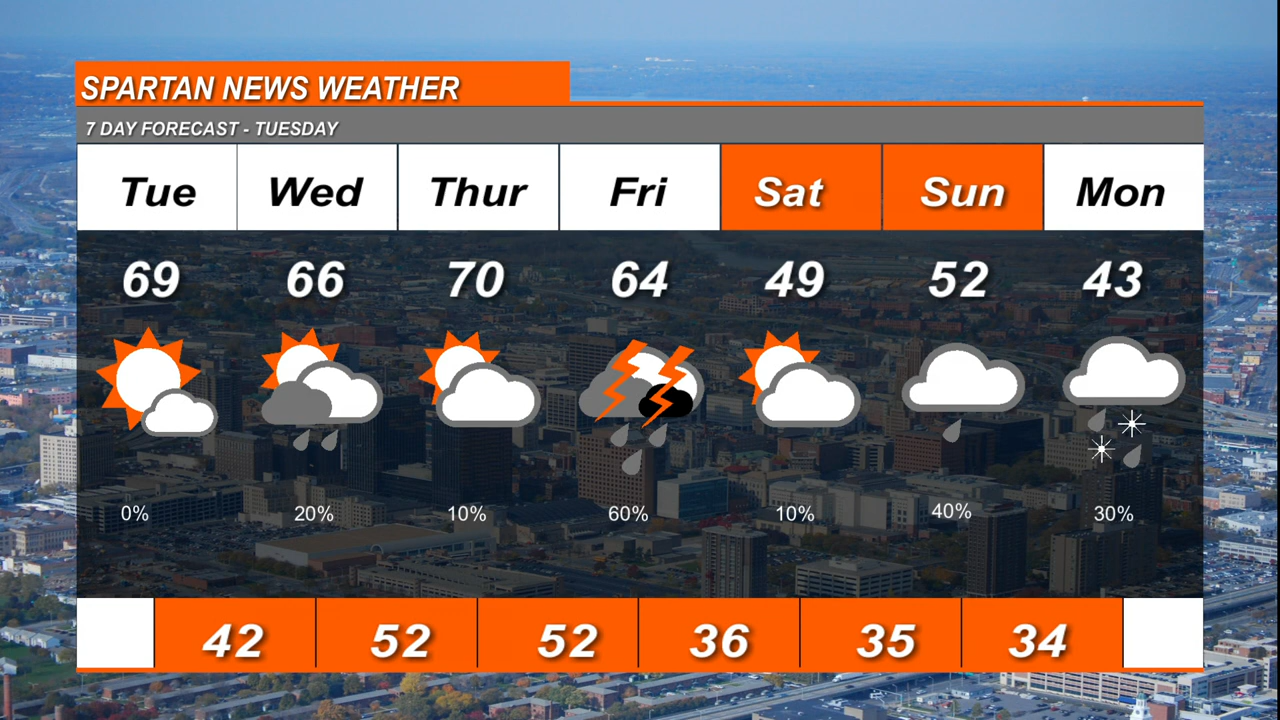 SPARTAN NEWS WEATHER
7 DAY FORECAST - TUESDAY
Tue Wed Thur Fri Sat Sun Mon
69 66 70 64 49 52 43
0% 20% 10% 60% 10% 40% 30%
42 52 52 36 35 34